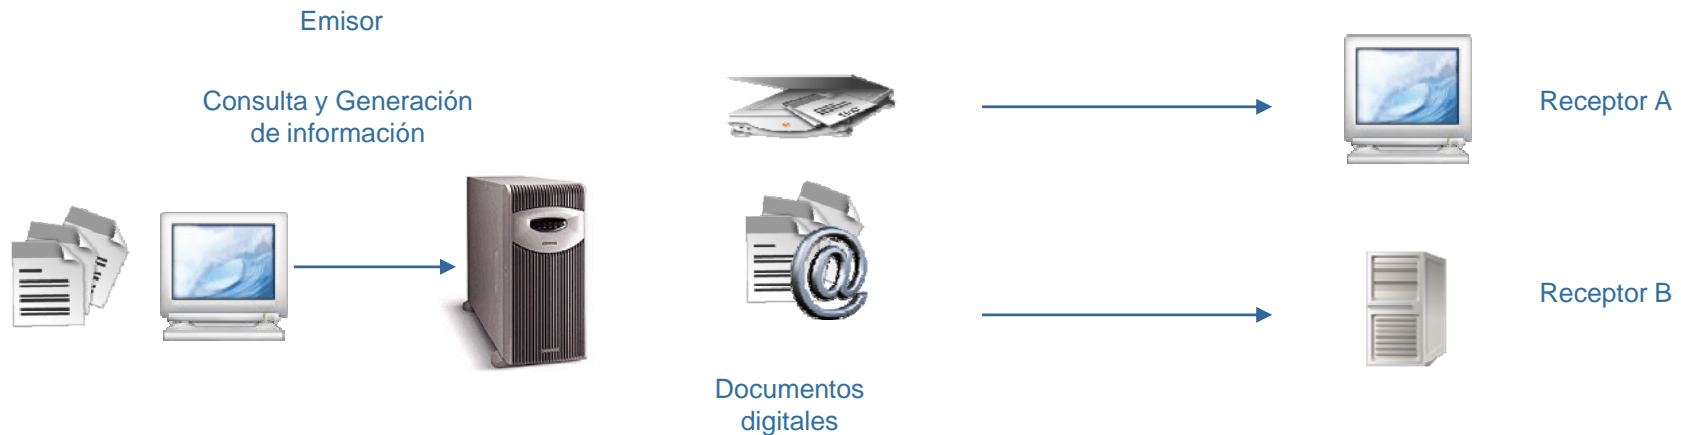 Emisor
Consulta y Generación
de información
Receptor A
Receptor B
Documentos
digitales